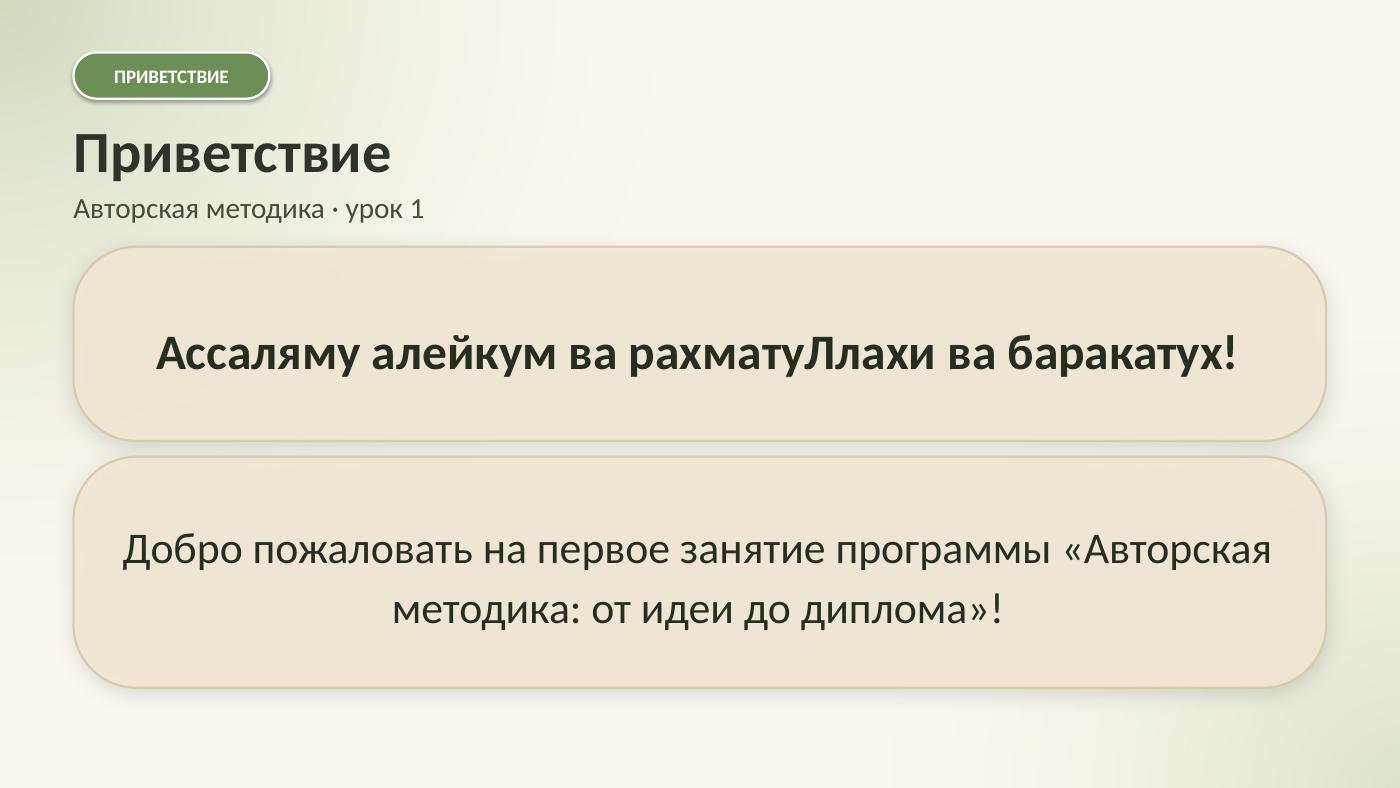 ПРИВЕТСТВИЕ
Приветствие
Авторская методика · урок 1
Ассаляму алейкум ва рахматуЛлахи ва баракатух!
Добро пожаловать на первое занятие программы «Авторская
методика: от идеи до диплома»!